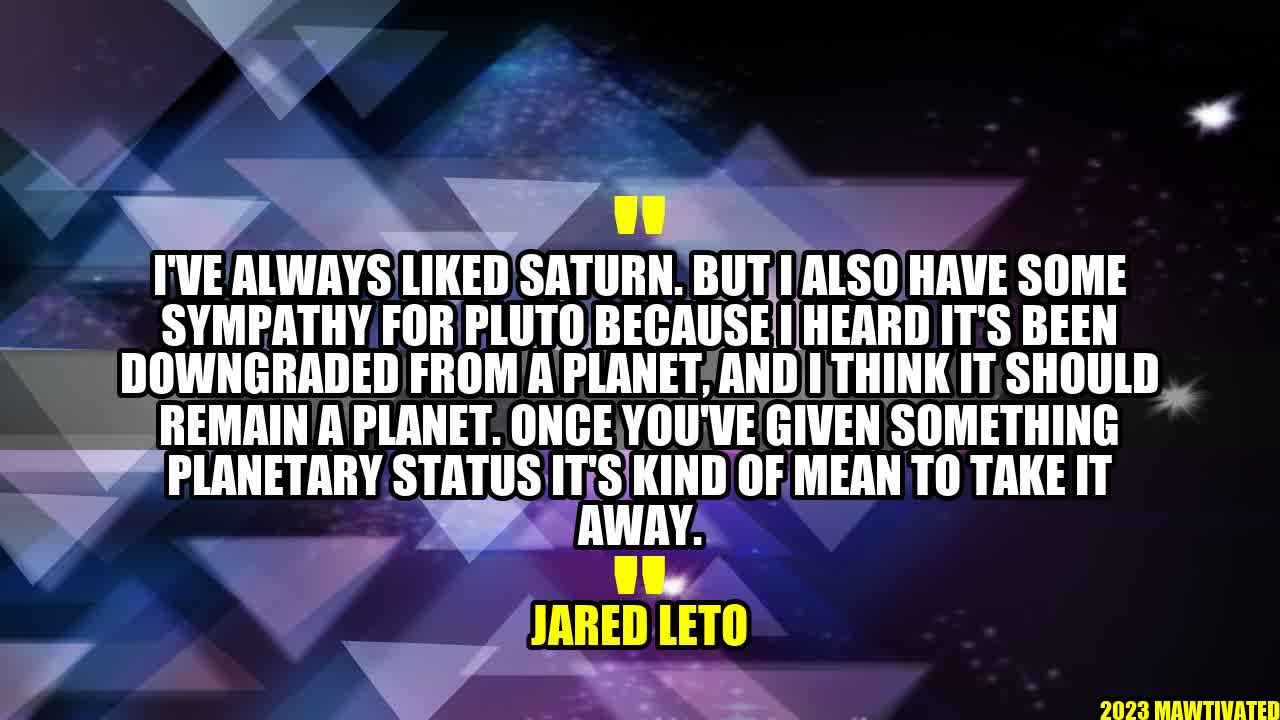 "
I'VE ALWAYS LIKED SATURN. BUT I ALSO HAVE SOME
SYMPATHY FOR PLUTO BECAUSE I HEARD IT'S BEEN
DOWNGRADED FROM A PLANET, AND I THINK IT SHOULD
REMAIN A PLANET. ONCE YOU'VE GIVEN SOMETHING
PLANETARY STATUS IT'S KIND OF MEAN TO TAKE IT
AWAY.
"
JARED LETO
2023 MAWTIVATED